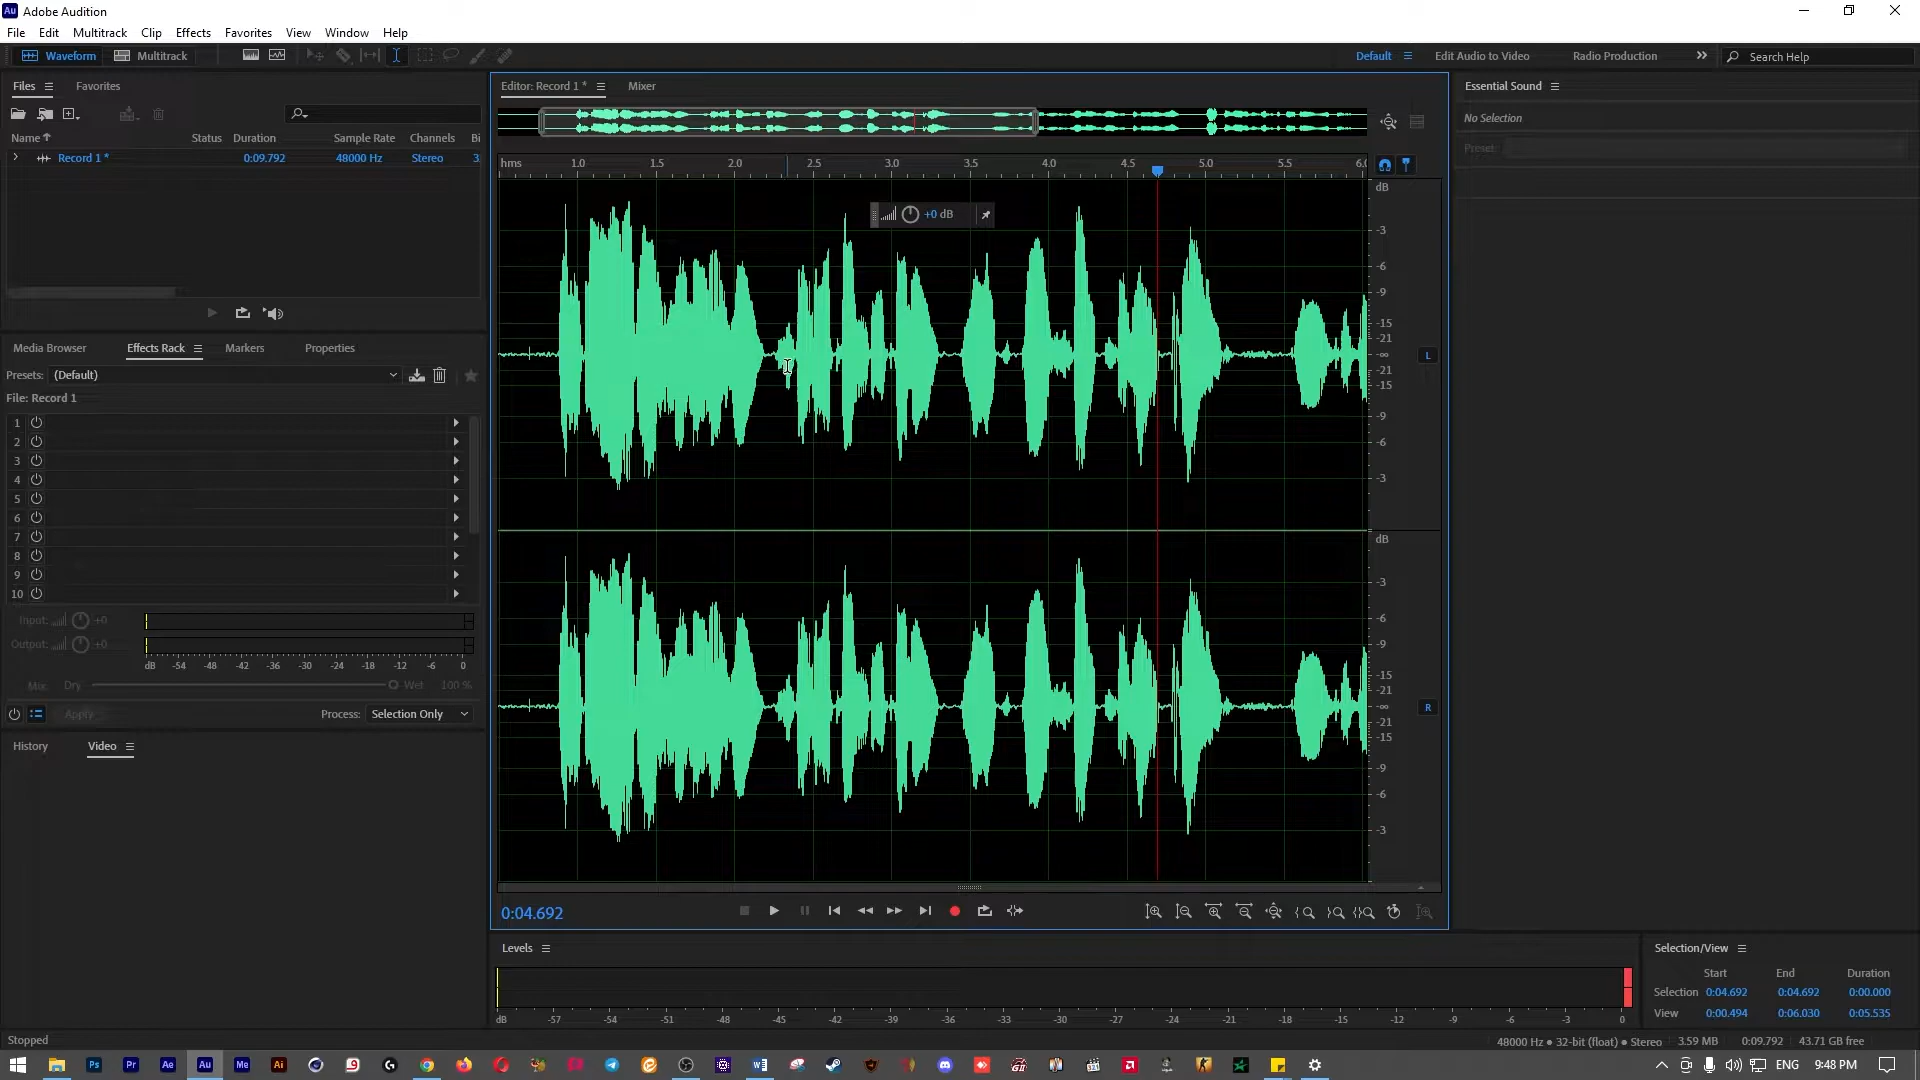 Adobe Audition
File Edit Multitrack Clip Effects Favorites View Window Help
Waveform Multitrack Default Edit Audio to Video Radio Production Search Help
Files Favorites
Name Status Duration Sample Rate Channels Bi
Record 1 * 0:09.792 48000 Hz Stereo 3
Media Browser Effects Rack Markers Properties
Presets: (Default)
File: Record 1
1
2
3
4
5
6
7
8
9
10
Input: +0
Output: +0
dB -54 -48 -42 -36 -30 -24 -18 -12 -6 0
Mix: Dry Wet 100 %
Apply Process: Selection Only
History Video
Editor: Record 1 * Mixer
hms 1.0 1.5 2.0 2.5 3.0 3.5 4.0 4.5 5.0 5.5 6.0
+0 dB
dB
-3
-6
-9
-15
-21
-∞
-21
-15
-9
-6
-3
L
dB
-3
-6
-9
-15
-21
-∞
-21
-15
-9
-6
-3
R
0:04.692
Levels
dB -57 -54 -51 -48 -45 -42 -39 -36 -33 -30 -27 -24 -21 -18 -15 -12 -9 -6 -3 0
Essential Sound
No Selection
Preset:
Selection/View
Start End Duration
Selection 0:04.692 0:04.692 0:00.000
View 0:00.494 0:06.030 0:05.535
Stopped 48000 Hz ● 32-bit (float) ● Stereo 3.59 MB 0:09.792 43.71 GB free
Ps Pr Ae Au Me Ai ENG 9:48 PM